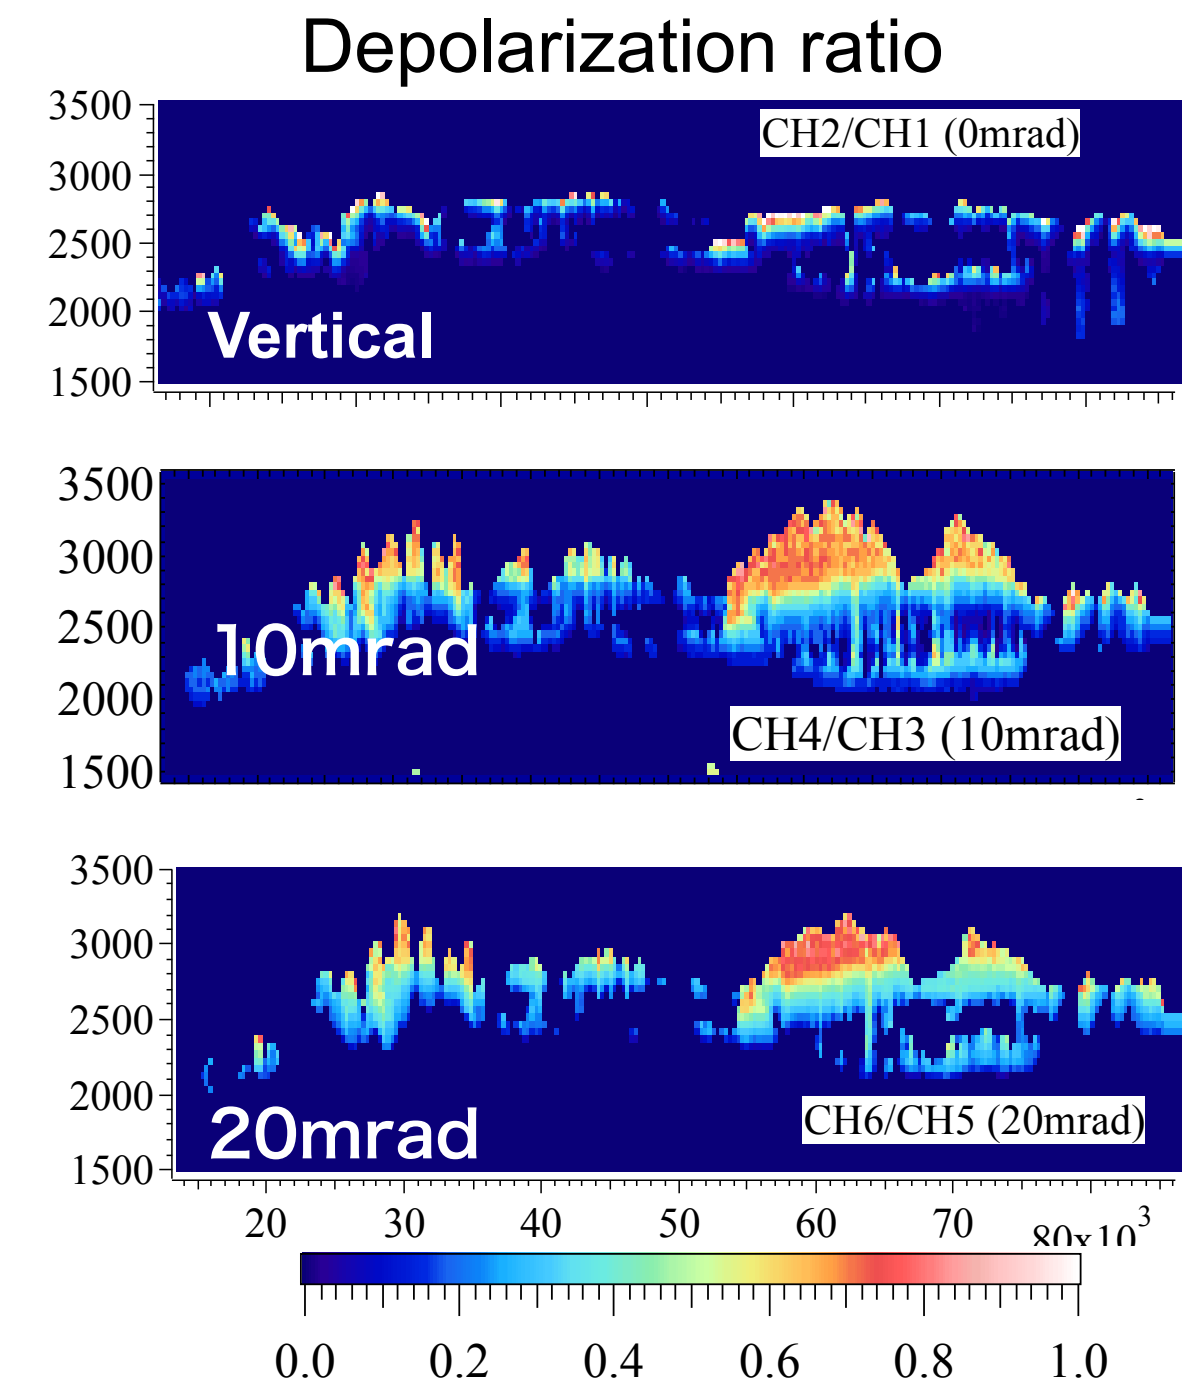 Depolarization ratio
3500
CH2/CH1 (0mrad)
3000
2500
2000
Vertical
1500
3500
3000
2500
10mrad
2000
CH4/CH3 (10mrad)
1500
3500
3000
2500
2000
20mrad
CH6/CH5 (20mrad)
1500
20 30 40 50 60 70 80x10³
0.0 0.2 0.4 0.6 0.8 1.0